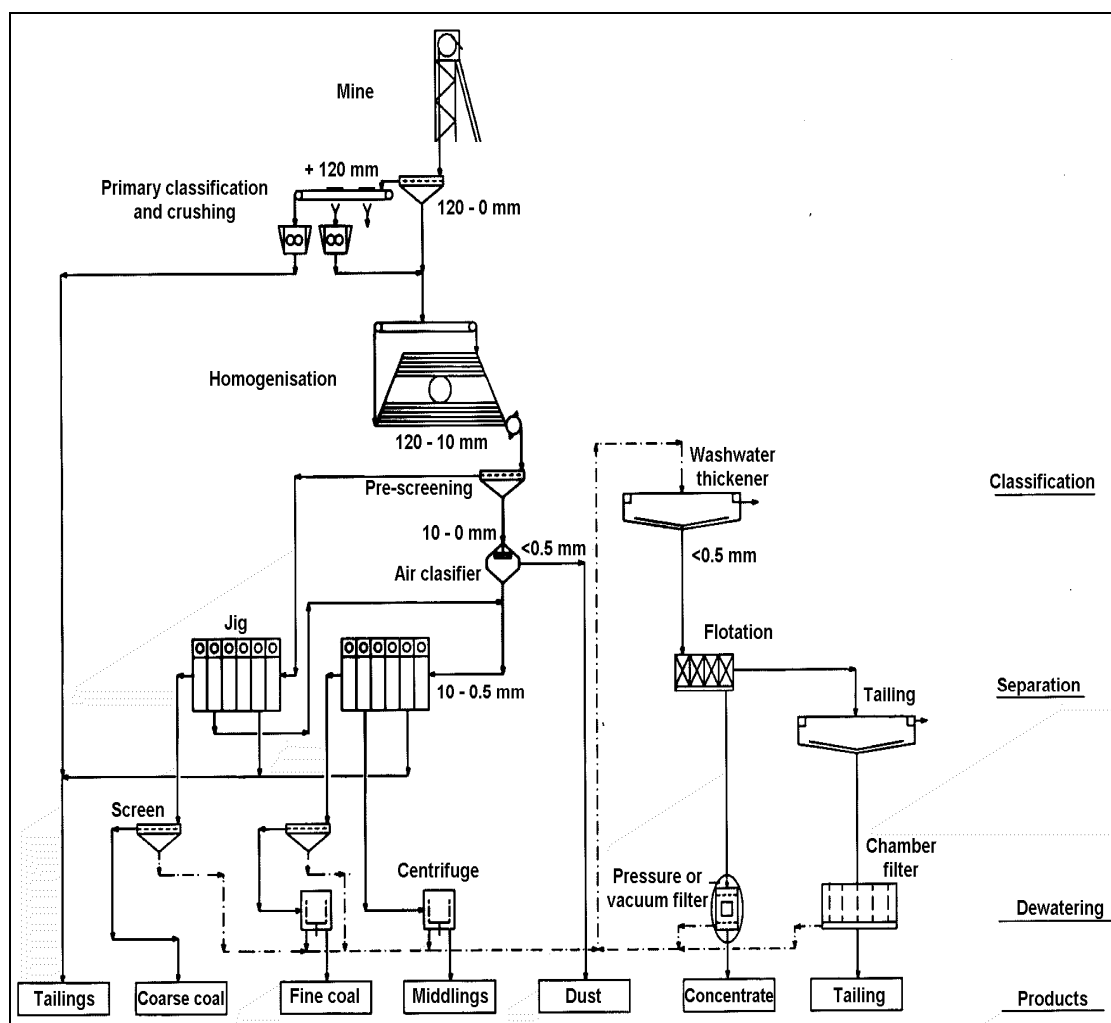 Mine
+ 120 mm
Primary classification
and crushing
120 - 0 mm
Homogenisation
120 - 10 mm
Pre-screening
Washwater
thickener
Classification
10 - 0 mm
<0.5 mm
<0.5 mm
Air clasifier
Jig
Flotation
10 - 0.5 mm
Tailing
Separation
Screen
Centrifuge
Pressure or
vacuum filter
Chamber
filter
Dewatering
Tailings
Coarse coal
Fine coal
Middlings
Dust
Concentrate
Tailing
Products